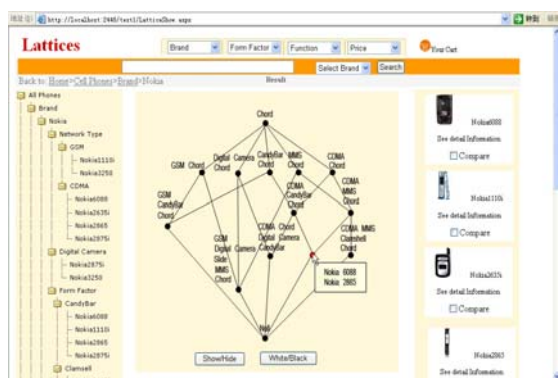 http://localhost:2448/test1/LatticeShow.aspx
Lattices
Brand Form Factor Function Price Your Cart
Select Brand Search
Back to: Home>Cell Phones>Brand>Nokia Result
All Phones
Brand
Nokia
Network Type
GSM
Nokia1110i
Nokia3250
CDMA
Nokia6088
Nokia2635i
Nokia2865
Nokia2875i
Digital Camera
Nokia2875i
Nokia3250
Form Factor
CandyBar
Nokia6088
Nokia1110i
Nokia2865
Nokia2875i
Clamsell
Chord
GSM Chord
Digital Camera
Chord
CandyBar
Chord
MMS
Chord
CDMA
Chord
GSM
CandyBar
Chord
CDMA
CandyBar
Chord
CDMA
MMS
Chord
GSM
Digital Camera
Slide
MMS
Chord
CDMA Chord
Digital Camera
CandyBar
CDMA MMS
Clamshell
Chord
Nokia 6088
Nokia 2865
Null
Show/Hide
White/Black
Nokia6088
See detail Information
Compare
Nokia1110i
See detail Information
Compare
Nokia2635i
See detail Information
Compare
Nokia2865
See detail Information